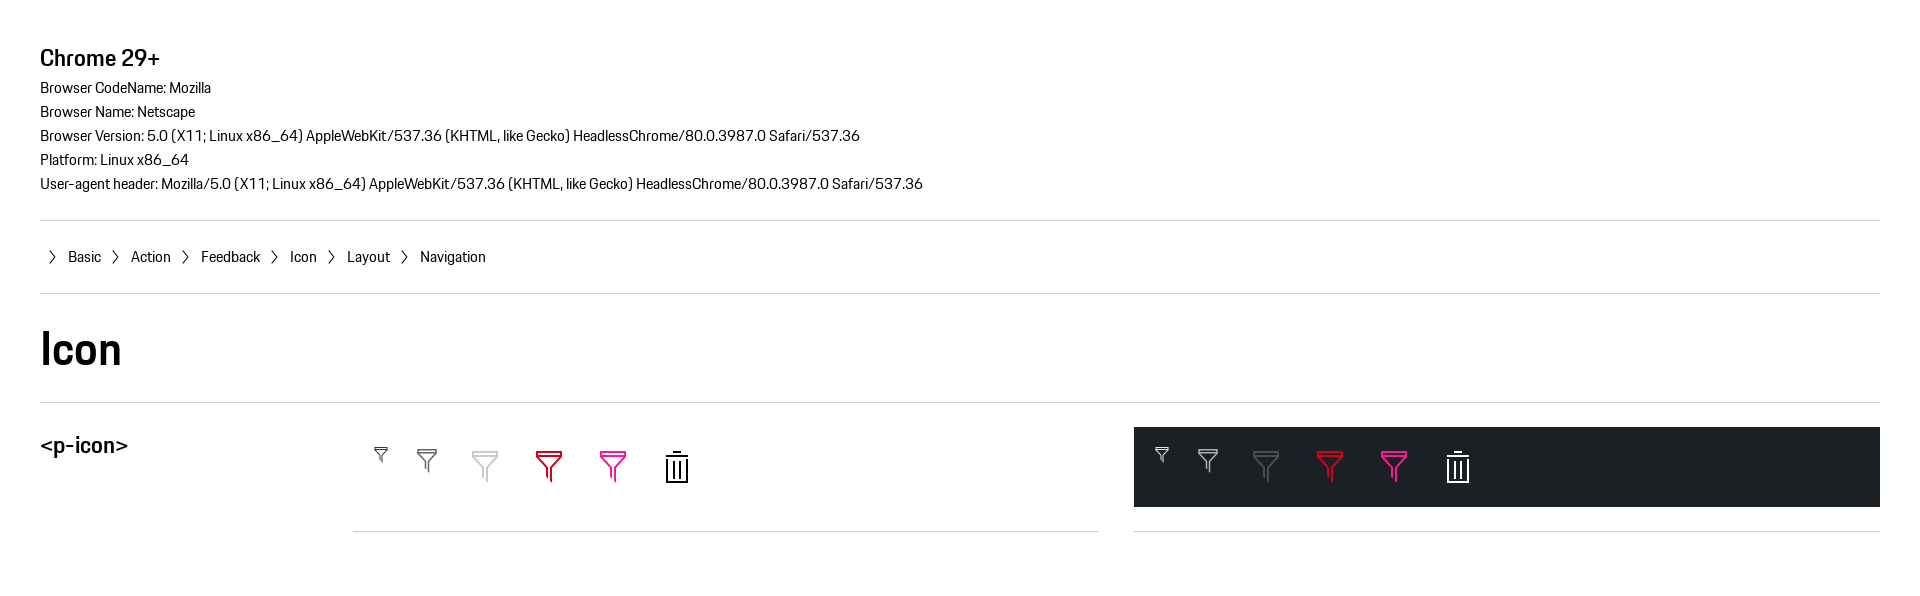 Chrome 29+
Browser CodeName: Mozilla
Browser Name: Netscape
Browser Version: 5.0 (X11; Linux x86_64) AppleWebKit/537.36 (KHTML, like Gecko) HeadlessChrome/80.0.3987.0 Safari/537.36
Platform: Linux x86_64
User-agent header: Mozilla/5.0 (X11; Linux x86_64) AppleWebKit/537.36 (KHTML, like Gecko) HeadlessChrome/80.0.3987.0 Safari/537.36
Basic Action Feedback Icon Layout Navigation
Icon
<p-icon>